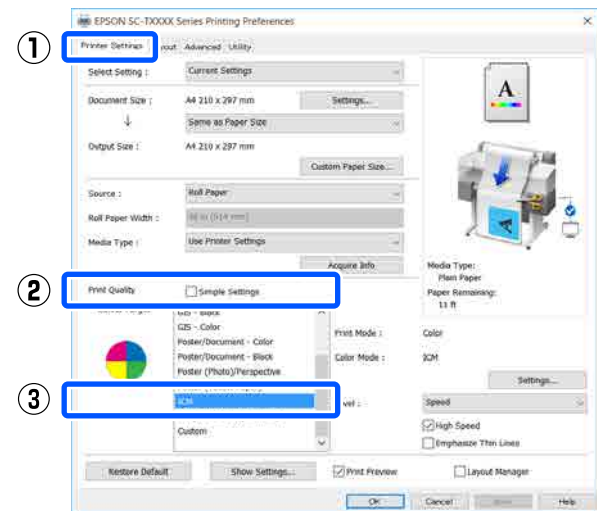 EPSON SC-TXXXX Series Printing Preferences
①
Printer Settings Advanced Utility
Select Setting : Current Settings
Document Size : A4 210 x 297 mm Settings...
Same as Paper Size
Output Size : A4 210 x 297 mm
Custom Paper Size...
Source : Roll Paper
Roll Paper Width :
Media Type : Use Printer Settings
Acquire Info
Media Type:
Plain Paper
Paper Remaining:
11 ft
②
Print Quality Simple Settings
GIS - Color
Poster/Document - Color
Poster/Document - Black
Poster (Photo)/Perspective
③
ICM
Custom
Print Mode : Color
Color Mode : ICM
Settings...
Speed
High Speed
Emphasize Thin Lines
Restore Default Show Settings... Print Preview Layout Manager
OK Cancel Help